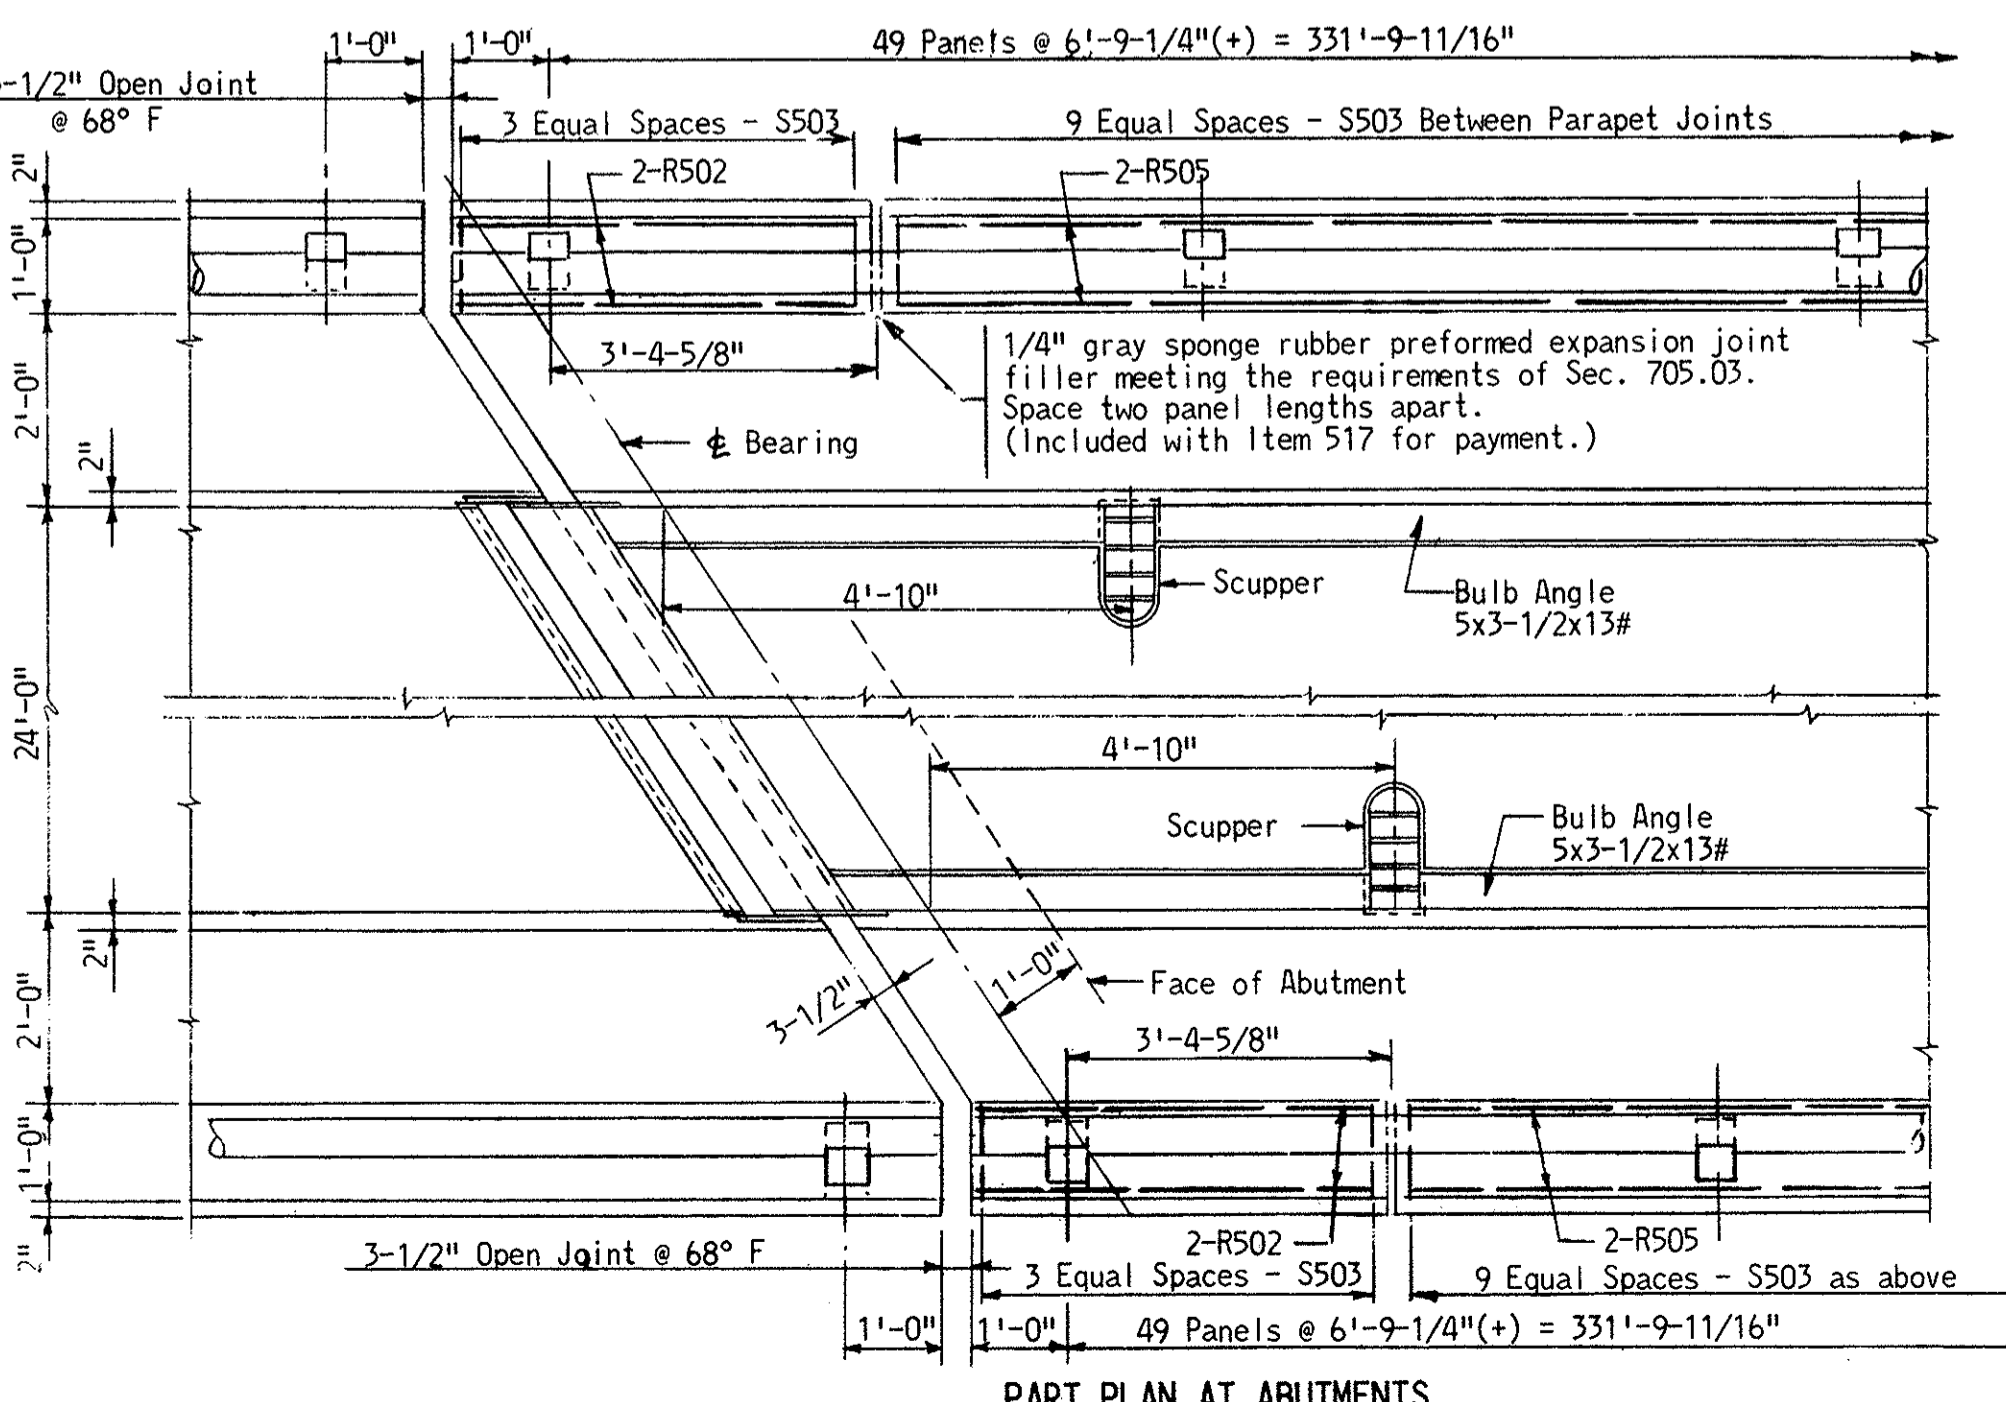 1'-0"
1'-0"
49 Panels @ 6'-9-1/4"(+) = 331'-9-11/16"
-1/2" Open Joint
@ 68° F
3 Equal Spaces - S503
9 Equal Spaces - S503 Between Parapet Joints
2"
2-R502
2-R505
1'-0"
3'-4-5/8"
1/4" gray sponge rubber preformed expansion joint
filler meeting the requirements of Sec. 705.03.
Space two panel lengths apart.
(Included with Item 517 for payment.)
2'-0"
2"
℄ Bearing
4'-10"
Scupper
Bulb Angle
5x3-1/2x13#
24'-0"
4'-10"
Scupper
Bulb Angle
5x3-1/2x13#
2"
3-1/2"
1'-0"
Face of Abutment
2'-0"
3'-4-5/8"
1'-0"
2"
3-1/2" Open Joint @ 68° F
2-R502
2-R505
3 Equal Spaces - S503
9 Equal Spaces - S503 as above
1'-0"
1'-0"
49 Panels @ 6'-9-1/4"(+) = 331'-9-11/16"
PART PLAN AT ABUTMENTS